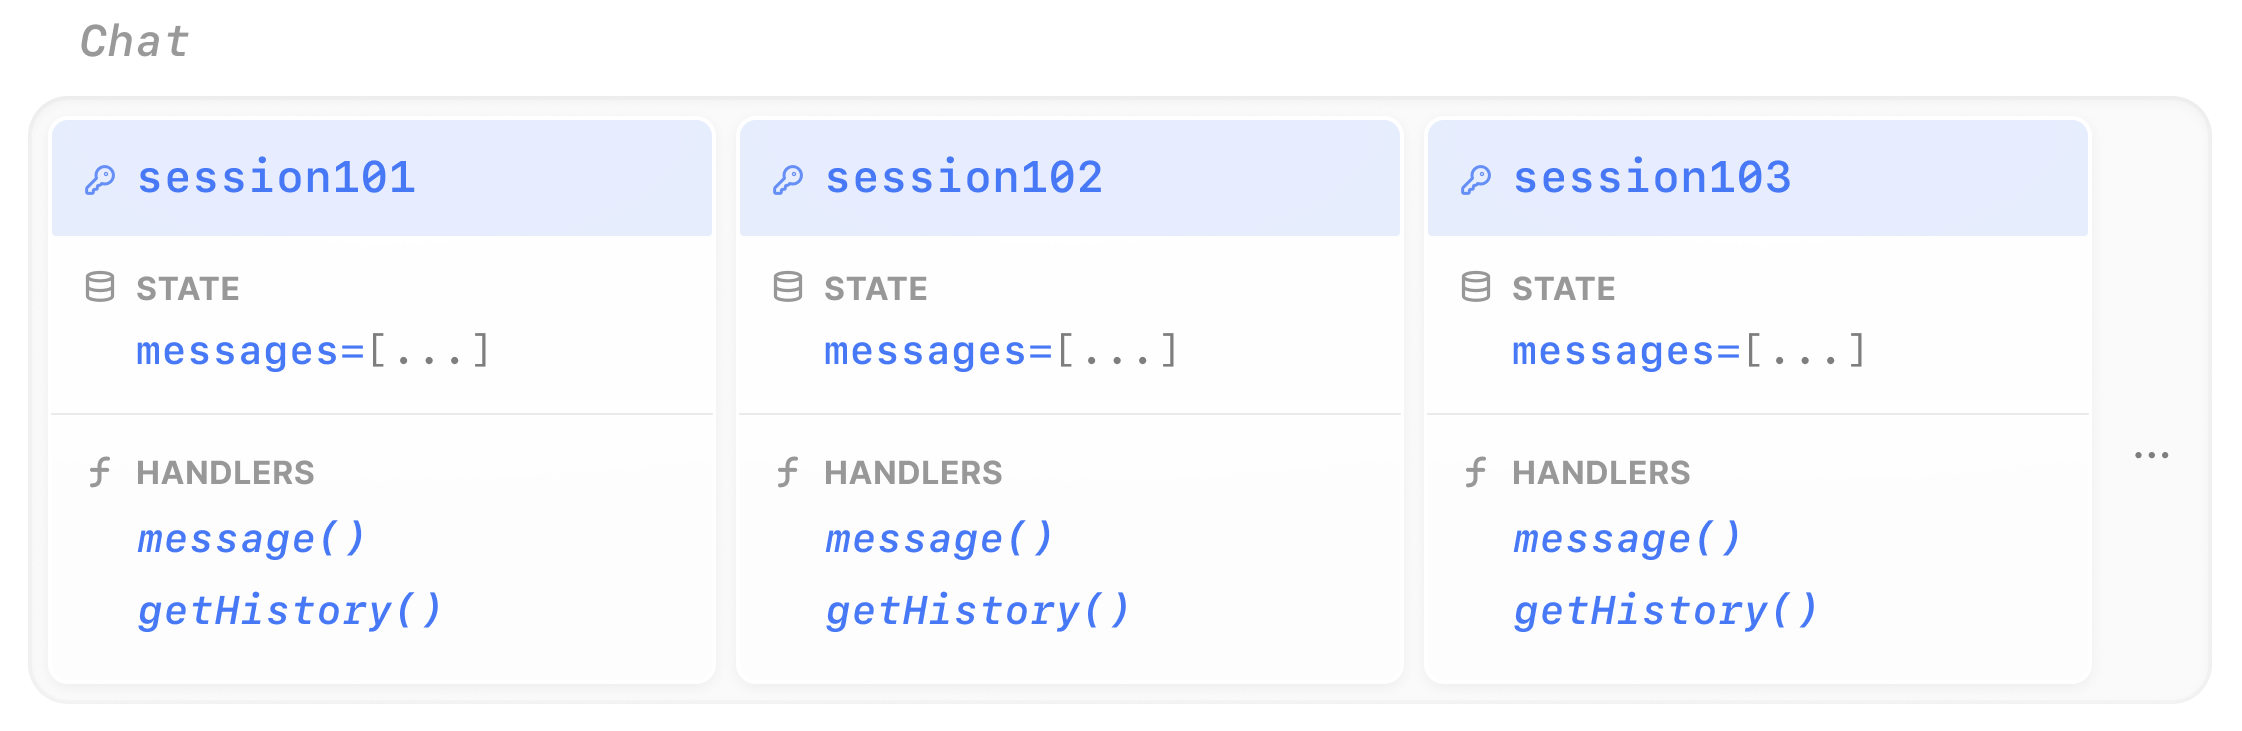 Chat
session101
STATE
messages=[...]
HANDLERS
message()
getHistory()
session102
STATE
messages=[...]
HANDLERS
message()
getHistory()
session103
STATE
messages=[...]
HANDLERS
message()
getHistory()
...